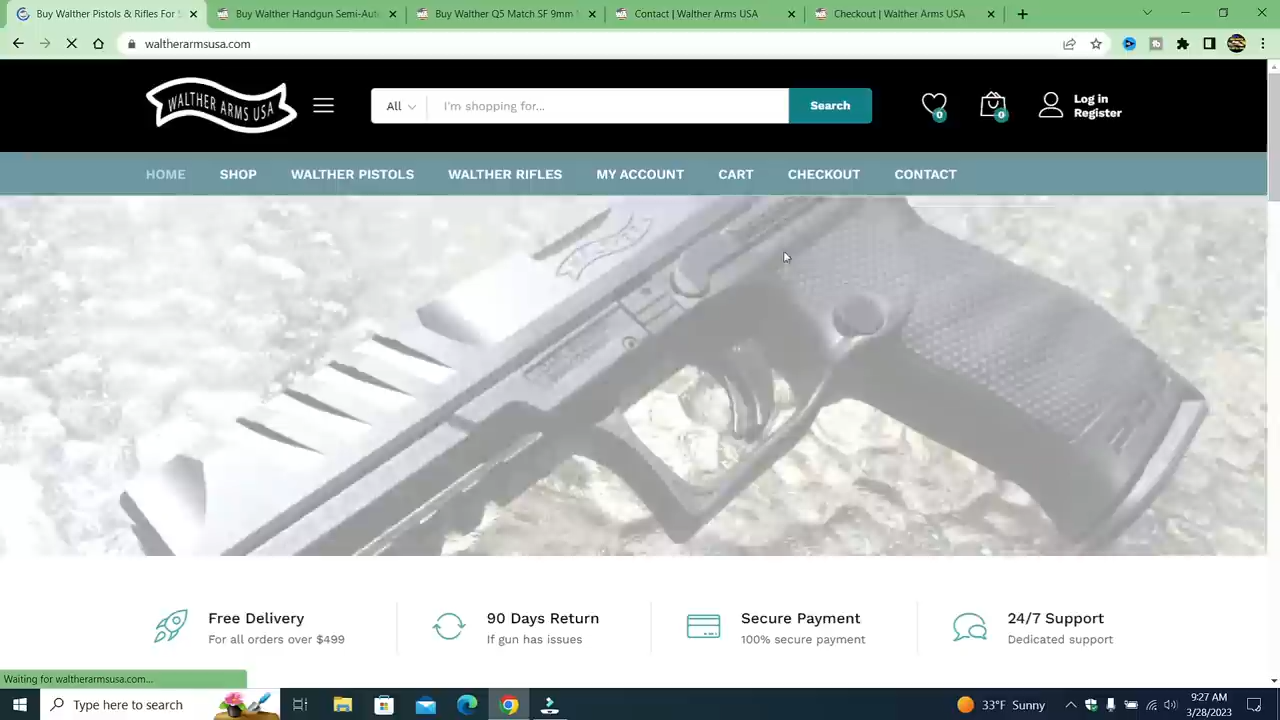 Buy Walther Pistols & Rifles For S
Buy Walther Handgun Semi-Aut
Buy Walther Q5 Match SF 9mm
Contact | Walther Arms USA
Checkout | Walther Arms USA
waltherarmsusa.com
WALTHER ARMS USA
All
I'm shopping for...
Search
0
0
Log in
Register
HOME
SHOP
WALTHER PISTOLS
WALTHER RIFLES
MY ACCOUNT
CART
CHECKOUT
CONTACT
Free Delivery
For all orders over $499
90 Days Return
If gun has issues
Secure Payment
100% secure payment
24/7 Support
Dedicated support
Waiting for waltherarmsusa.com...
Type here to search
33°F Sunny
9:27 AM
3/28/2023